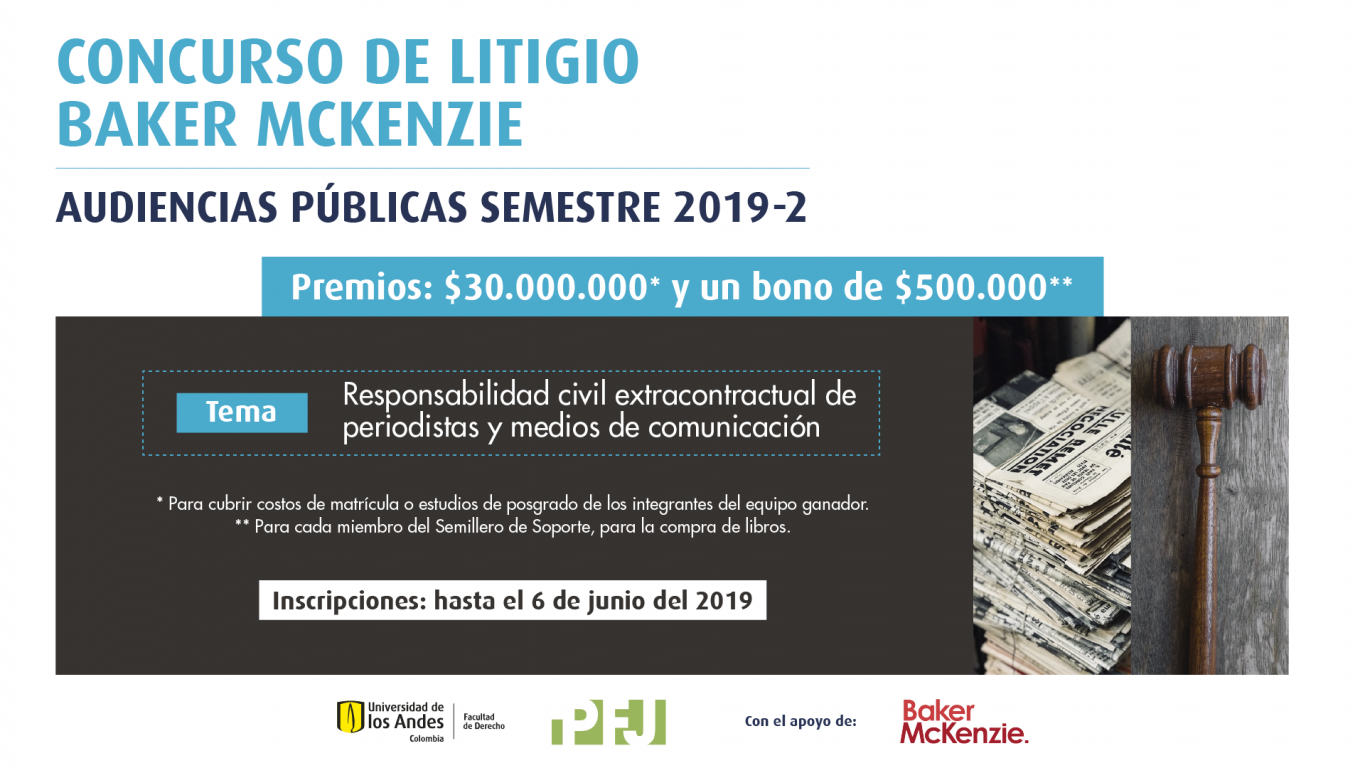 CONCURSO DE LITIGIO
BAKER MCKENZIE
AUDIENCIAS PÚBLICAS SEMESTRE 2019-2
Premios: $30.000.000* y un bono de $500.000**
Tema
Responsabilidad civil extracontractual de
periodistas y medios de comunicación
* Para cubrir costos de matrícula o estudios de posgrado de los integrantes del equipo ganador.
** Para cada miembro del Semillero de Soporte, para la compra de libros.
Inscripciones: hasta el 6 de junio del 2019
Universidad de
los Andes
Colombia
Facultad
de Derecho
PFJ
Con el apoyo de:
Baker
McKenzie.